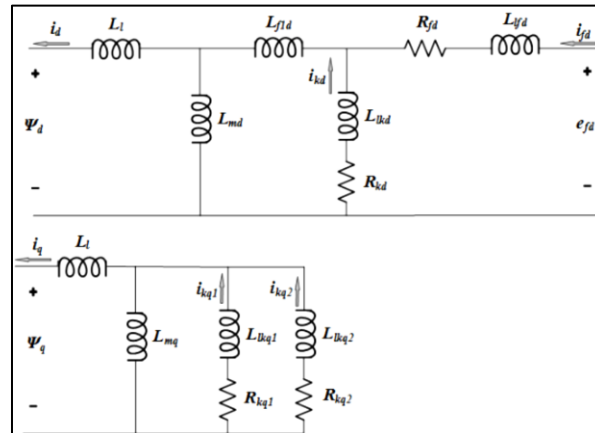 i_d L_l L_f1d R_fd L_lfd i_fd
+ i_kd +
Ψ_d L_md L_lkd e_fd
− R_kd −
i_q L_l
+ i_kq1 i_kq2
Ψ_q L_mq L_lkq1 L_lkq2
− R_kq1 R_kq2